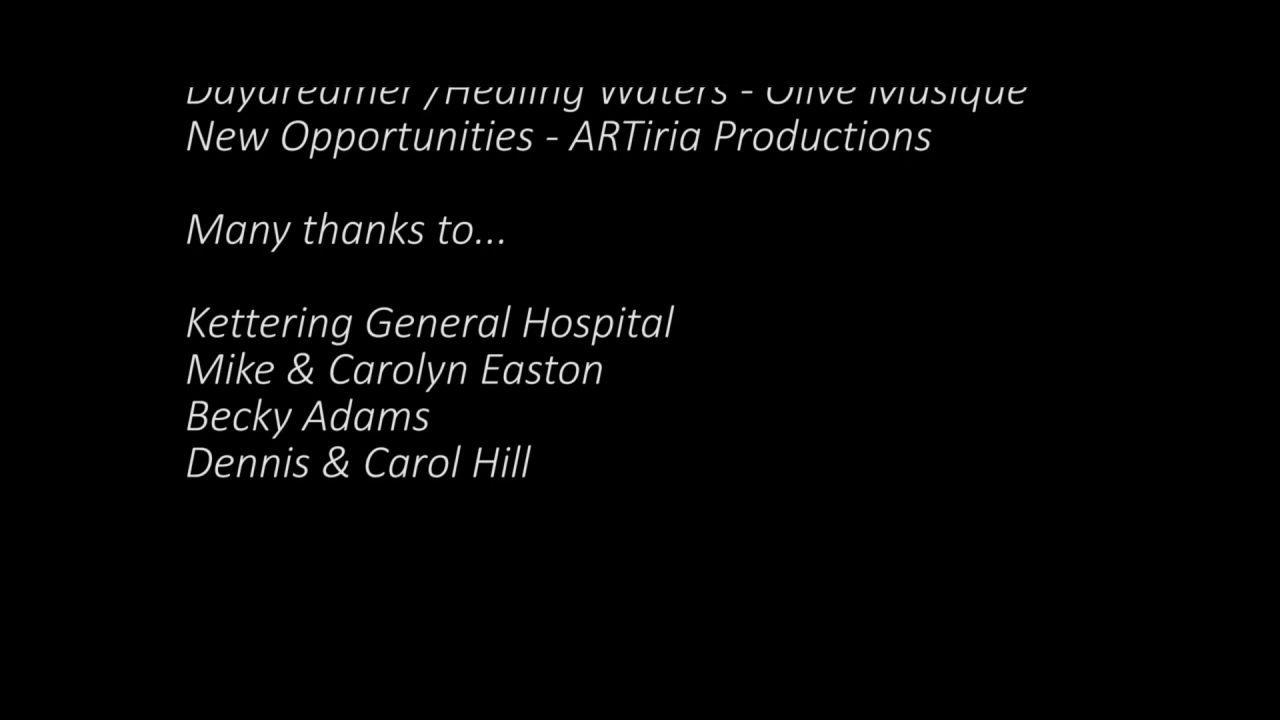 Daydreamer /Healing Waters - Olive Musique
New Opportunities - ARTiria Productions
Many thanks to...
Kettering General Hospital
Mike & Carolyn Easton
Becky Adams
Dennis & Carol Hill